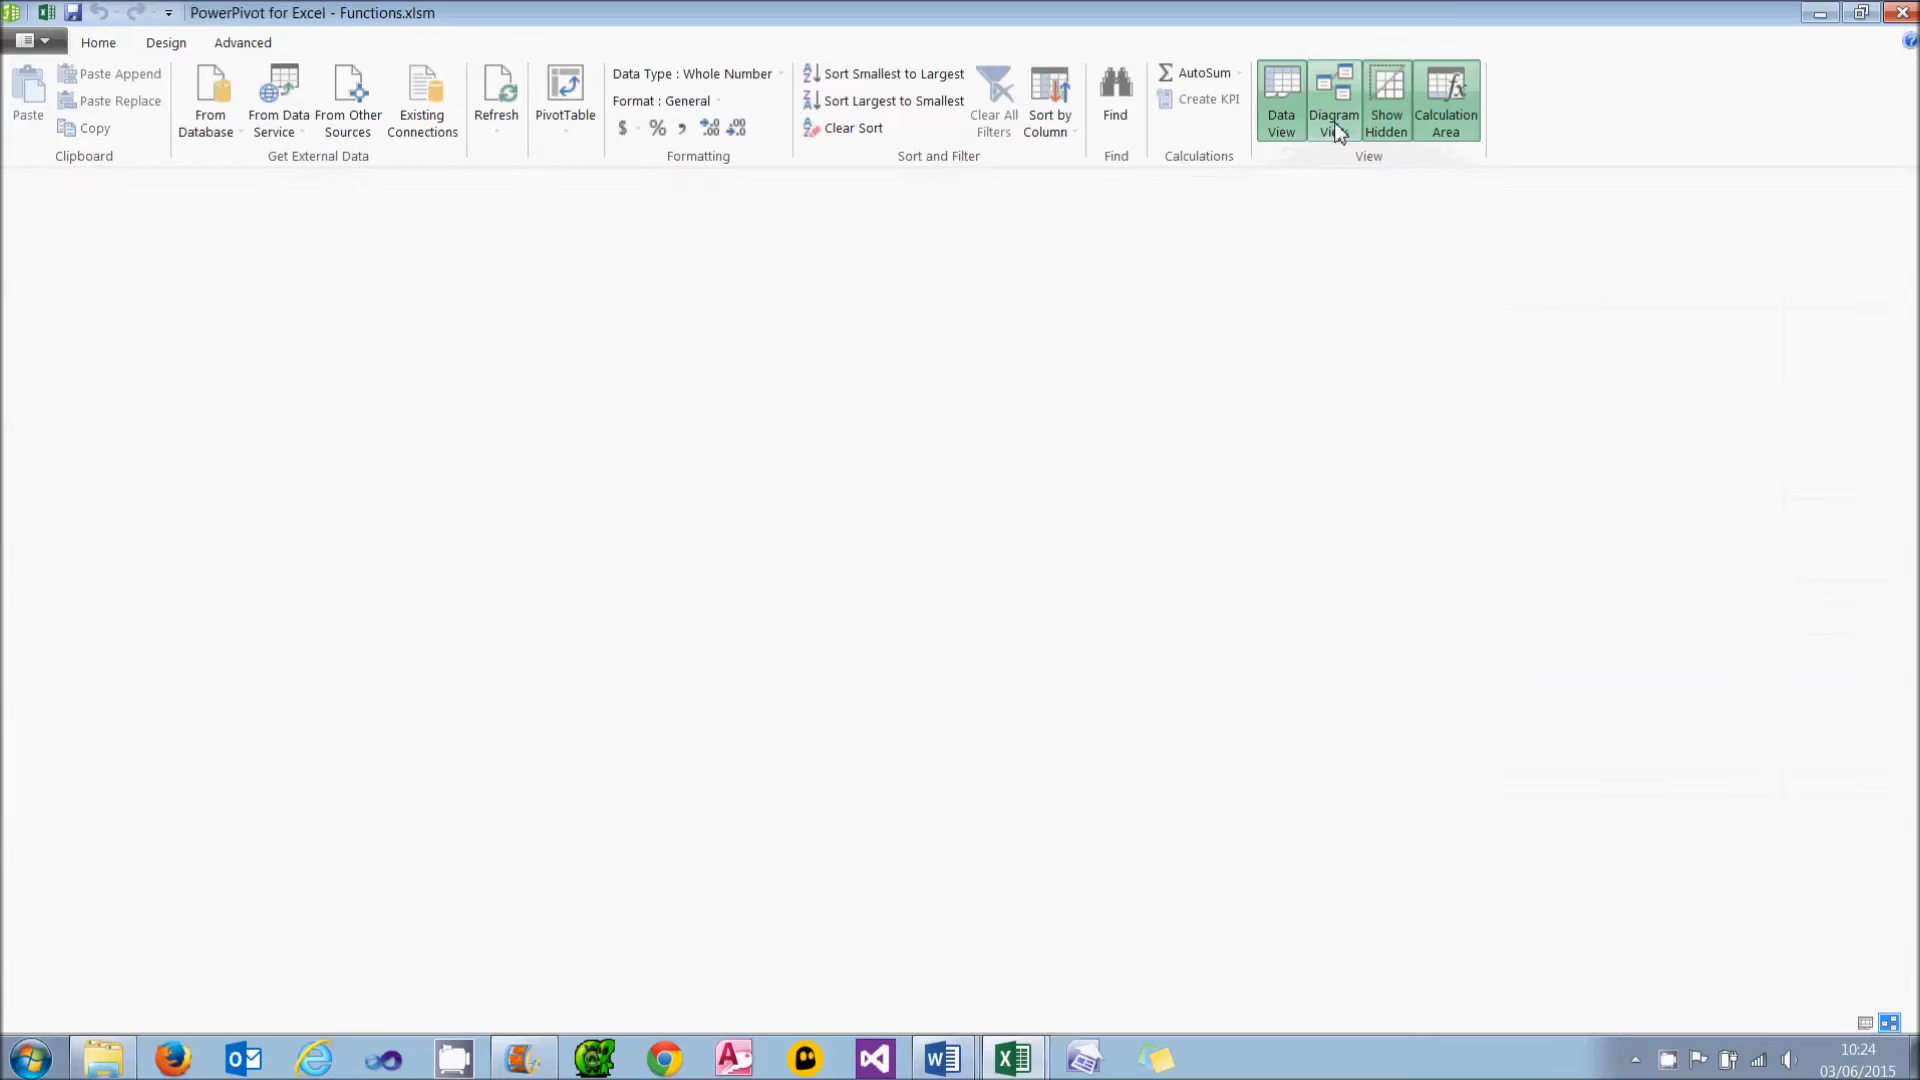 PowerPivot for Excel - Functions.xlsm
Home Design Advanced
Paste
Paste Append
Paste Replace
Copy
Clipboard
From Database
From Data Service
From Other Sources
Existing Connections
Get External Data
Refresh
PivotTable
Data Type : Whole Number
Format : General
$ % ,
Formatting
Sort Smallest to Largest
Sort Largest to Smallest
Clear Sort
Clear All Filters
Sort by Column
Sort and Filter
Find
Find
AutoSum
Create KPI
Calculations
Data View
Diagram View
Show Hidden
Calculation Area
View
10:24
03/06/2015